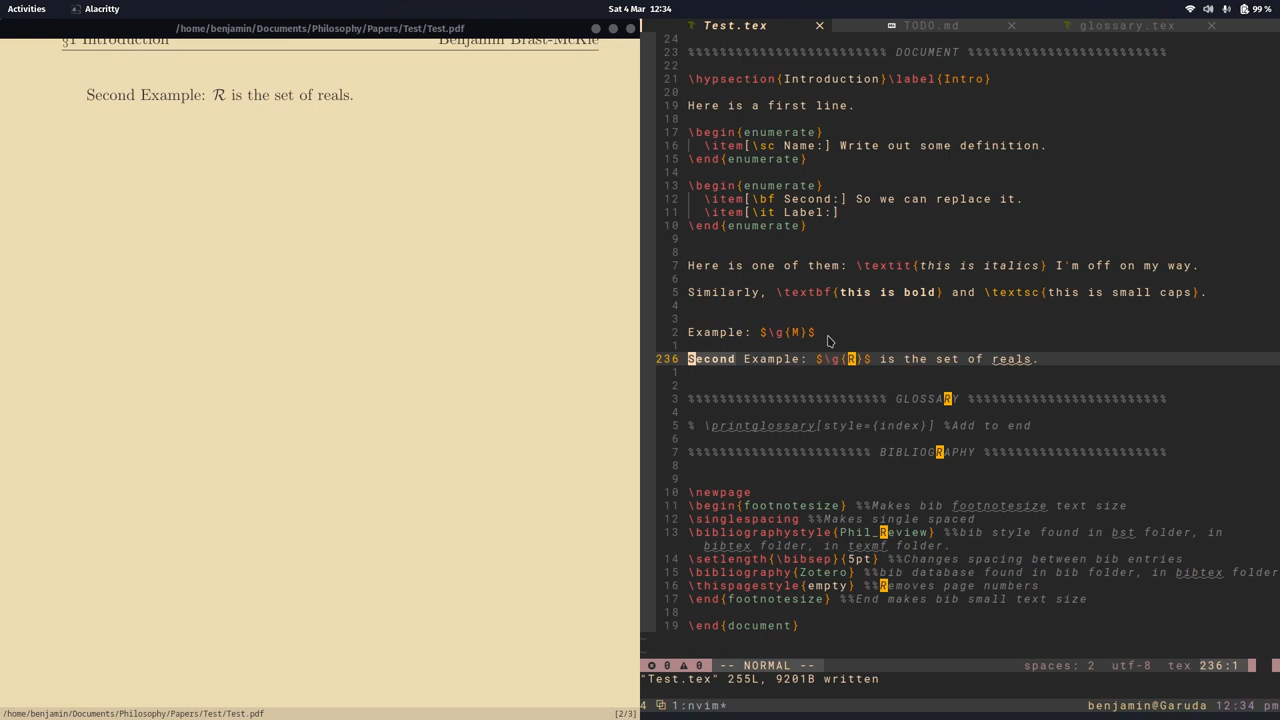 Activities Alacritty Sat 4 Mar 12:34 99 %
/home/benjamin/Documents/Philosophy/Papers/Test/Test.pdf
§1 Introduction Benjamin Brast-McKie
Second Example: ℛ is the set of reals.
/home/benjamin/Documents/Philosophy/Papers/Test/Test.pdf [2/3]
Test.tex TODO.md glossary.tex
24
23 %%%%%%%%%%%%%%%%%%%%%%%%% DOCUMENT %%%%%%%%%%%%%%%%%%%%%%%%%
22
21 \hypsection{Introduction}\label{Intro}
20
19 Here is a first line.
18
17 \begin{enumerate}
16 \item[\sc Name:] Write out some definition.
15 \end{enumerate}
14
13 \begin{enumerate}
12 \item[\bf Second:] So we can replace it.
11 \item[\it Label:]
10 \end{enumerate}
9
8
7 Here is one of them: \textit{this is italics} I'm off on my way.
6
5 Similarly, \textbf{this is bold} and \textsc{this is small caps}.
4
3
2 Example: $\g{M}$
1
236 Second Example: $\g{R}$ is the set of reals.
1
2
3 %%%%%%%%%%%%%%%%%%%%%%%%% GLOSSARY %%%%%%%%%%%%%%%%%%%%%%%%%
4
5 % \printglossary[style={index}] %Add to end
6
7 %%%%%%%%%%%%%%%%%%%%%%% BIBLIOGRAPHY %%%%%%%%%%%%%%%%%%%%%%%
8
9
10 \newpage
11 \begin{footnotesize} %%Makes bib footnotesize text size
12 \singlespacing %%Makes single spaced
13 \bibliographystyle{Phil_Review} %%bib style found in bst folder, in
bibtex folder, in texmf folder.
14 \setlength{\bibsep}{5pt} %%Changes spacing between bib entries
15 \bibliography{Zotero} %%bib database found in bib folder, in bibtex folder
16 \thispagestyle{empty} %%Removes page numbers
17 \end{footnotesize} %%End makes bib small text size
18
19 \end{document}
~
~
0 0 -- NORMAL -- spaces: 2 utf-8 tex 236:1
"Test.tex" 255L, 9201B written
4 1:nvim* benjamin@Garuda 12:34 pm